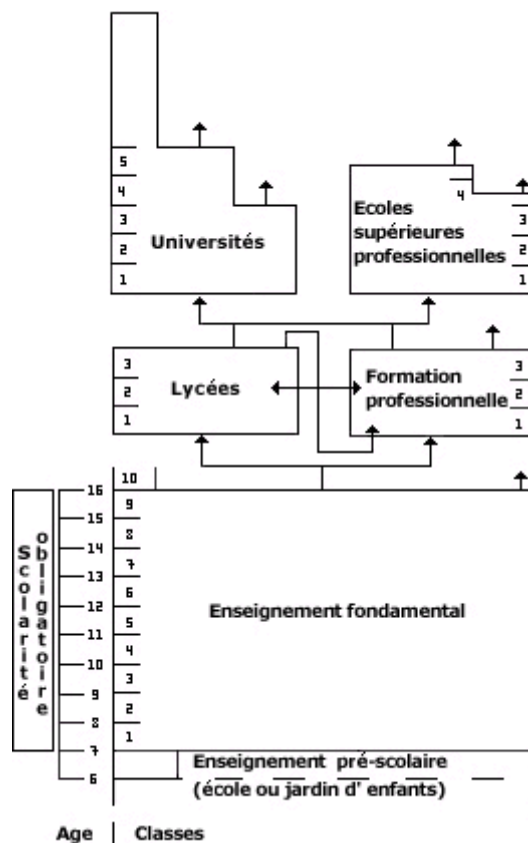 5
4
3
2
1
Universités
4
3
2
1
Ecoles
supérieures
professionnelles
3
2
1
Lycées
Formation
professionnelle
3
2
1
10
9
8
7
6
5
4
3
2
1
16
15
14
13
12
11
10
9
8
7
6
Scolarité
obligatoire
Enseignement fondamental
Enseignement pré-scolaire
(école ou jardin d' enfants)
Age
Classes